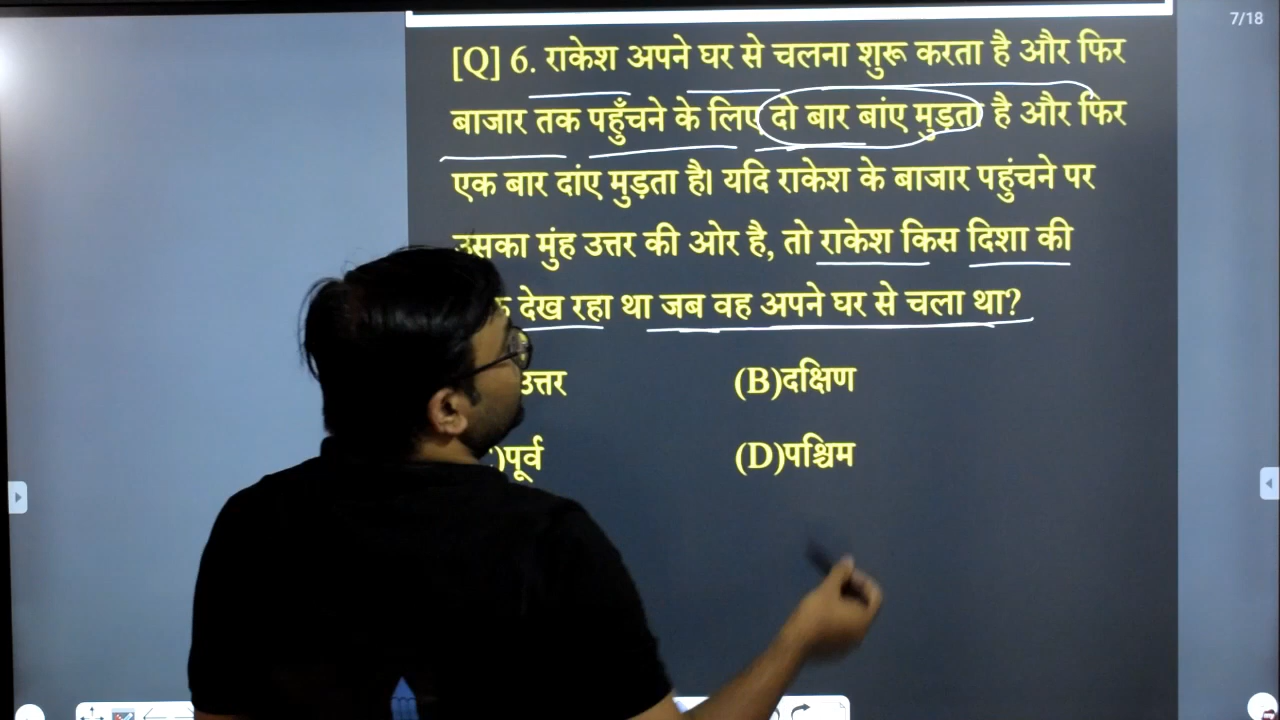 7/18
[Q] 6. राकेश अपने घर से चलना शुरू करता है और फिर
बाजार तक पहुँचने के लिए दो बार बांए मुड़ता है और फिर
एक बार दांए मुड़ता है। यदि राकेश के बाजार पहुंचने पर
उसका मुंह उत्तर की ओर है, तो राकेश किस दिशा की
देख रहा था जब वह अपने घर से चला था?
उत्तर (B)दक्षिण
)पूर्व (D)पश्चिम